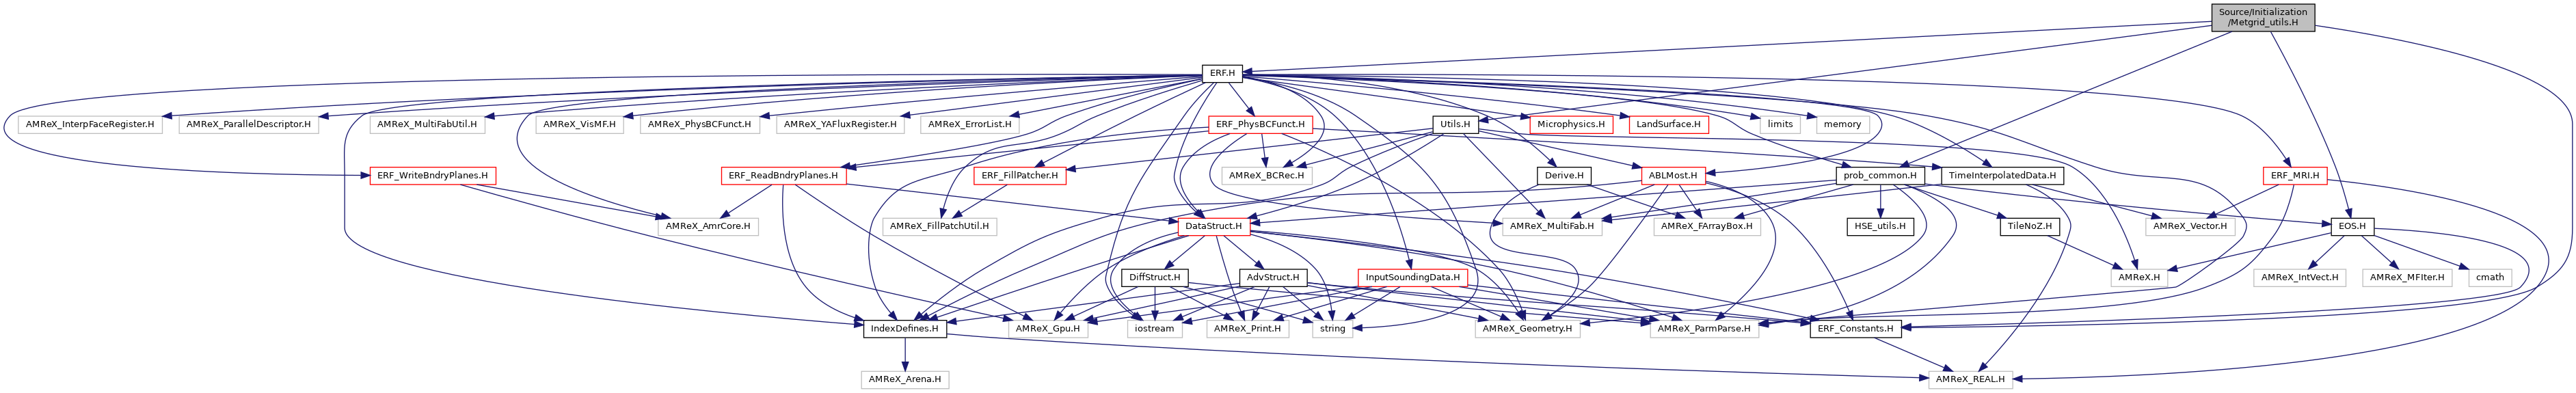 Source/Initialization
/Metgrid_utils.H
ERF.H
AMReX_InterpFaceRegister.H
AMReX_ParallelDescriptor.H
AMReX_MultiFabUtil.H
AMReX_VisMF.H
AMReX_PhysBCFunct.H
AMReX_YAFluxRegister.H
AMReX_ErrorList.H
ERF_PhysBCFunct.H
Utils.H
Microphysics.H
LandSurface.H
limits
memory
ERF_WriteBndryPlanes.H
ERF_ReadBndryPlanes.H
ERF_FillPatcher.H
AMReX_BCRec.H
Derive.H
ABLMost.H
prob_common.H
TimeInterpolatedData.H
ERF_MRI.H
AMReX_AmrCore.H
AMReX_FillPatchUtil.H
DataStruct.H
AMReX_MultiFab.H
AMReX_FArrayBox.H
HSE_utils.H
TileNoZ.H
AMReX_Vector.H
EOS.H
DiffStruct.H
AdvStruct.H
InputSoundingData.H
AMReX.H
AMReX_IntVect.H
AMReX_MFIter.H
cmath
IndexDefines.H
AMReX_Gpu.H
iostream
AMReX_Print.H
string
AMReX_Geometry.H
AMReX_ParmParse.H
ERF_Constants.H
AMReX_Arena.H
AMReX_REAL.H